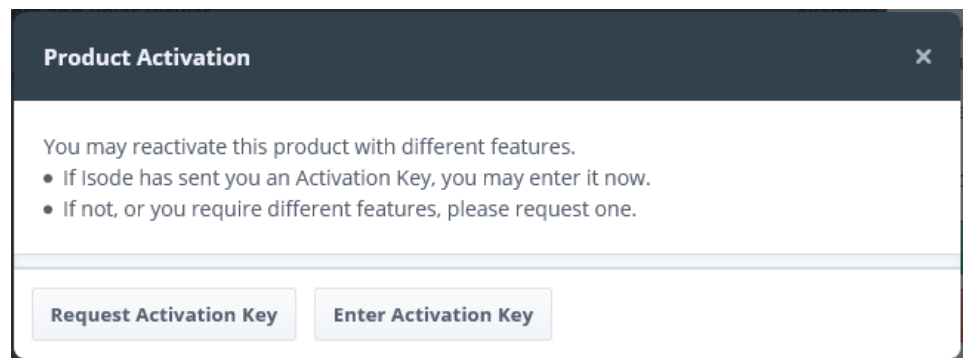 Product Activation
You may reactivate this product with different features.
• If Isode has sent you an Activation Key, you may enter it now.
• If not, or you require different features, please request one.
Request Activation Key
Enter Activation Key